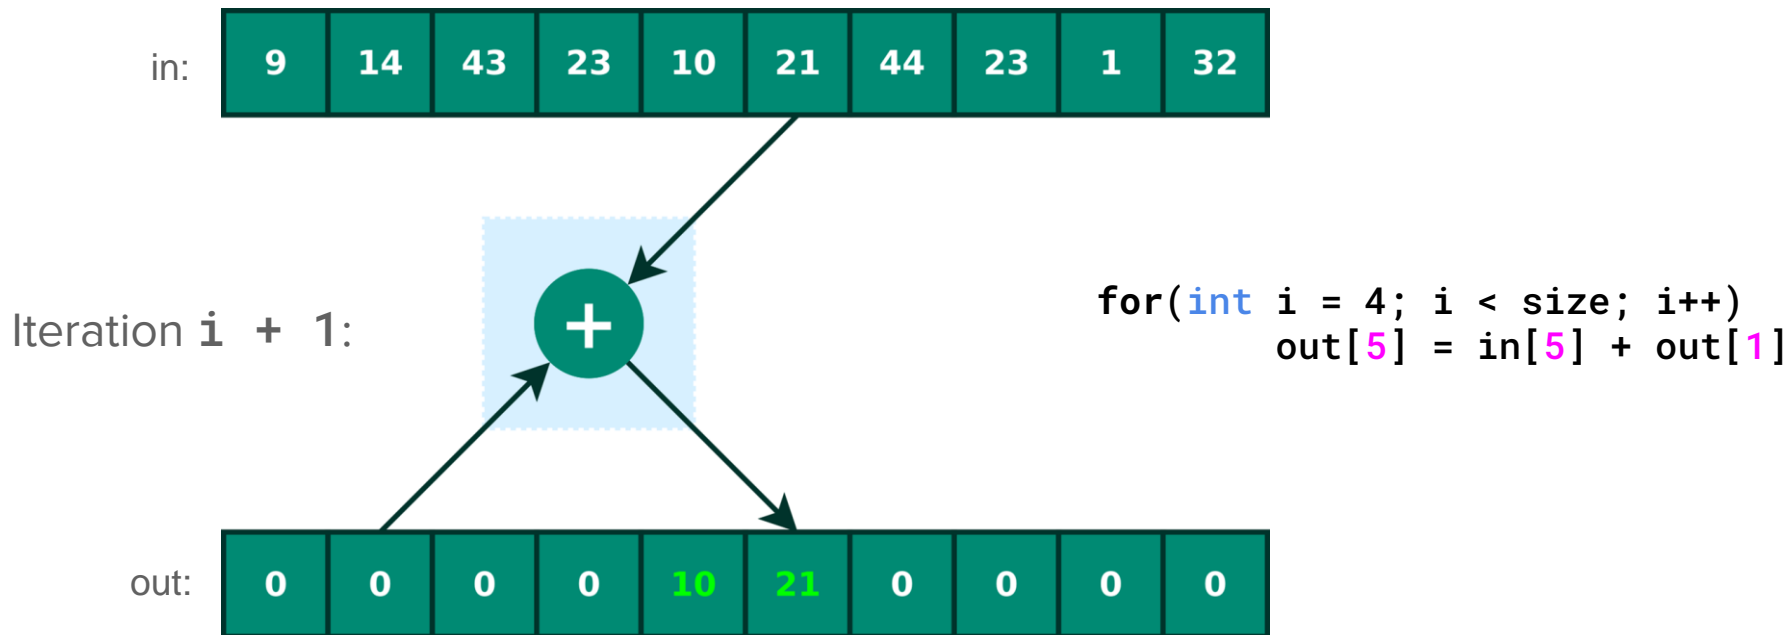 in: 9 14 43 23 10 21 44 23 1 32
+
Iteration i + 1:
for(int i = 4; i < size; i++)
out[5] = in[5] + out[1]
out: 0 0 0 0 10 21 0 0 0 0